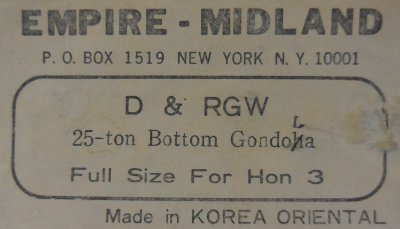 EMPIRE - MIDLAND
P. O. BOX 1519 NEW YORK N. Y. 10001
D & RGW
25-ton Bottom Gondola
Full Size For Hon 3
Made in KOREA ORIENTAL